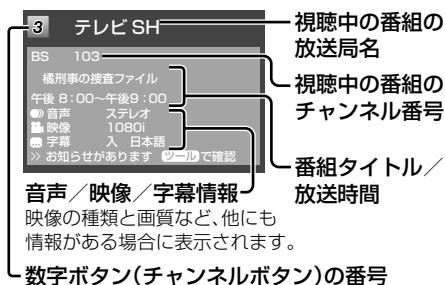 3 テレビ SH
BS 103
橘刑事の捜査ファイル
午後 8：00～午後9：00
音声 ステレオ
映像 1080i
字幕 入 日本語
≫ お知らせがあります ツール で確認
視聴中の番組の
放送局名
視聴中の番組の
チャンネル番号
番組タイトル／
放送時間
音声／映像／字幕情報
映像の種類と画質など、他にも
情報がある場合に表示されます。
数字ボタン（チャンネルボタン）の番号